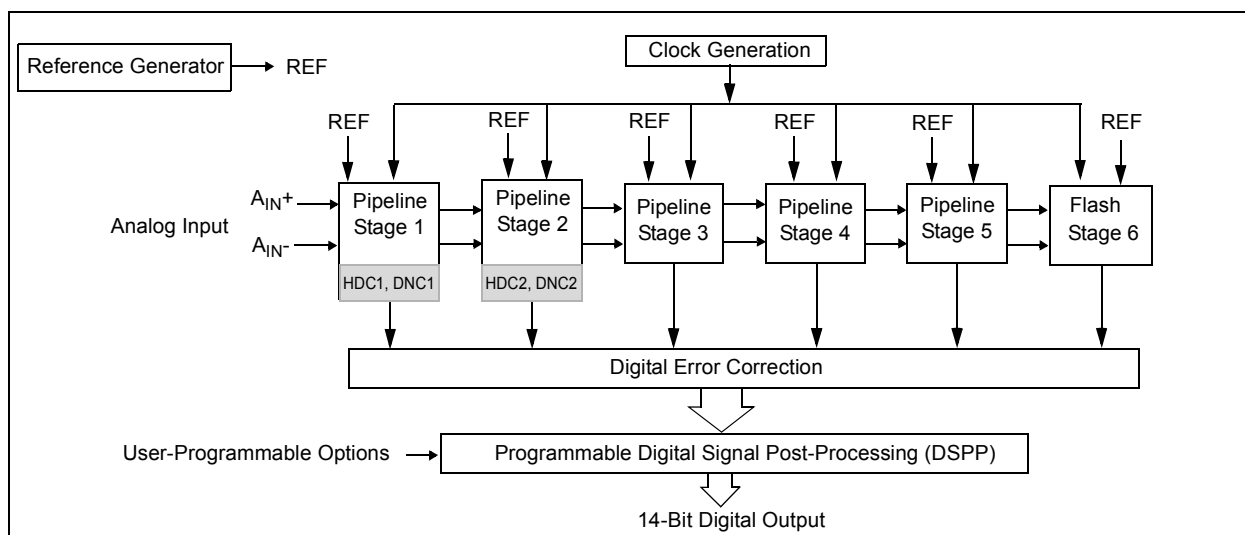 Reference Generator
REF
Clock Generation
REF
REF
REF
REF
REF
REF
Analog Input
AIN+
AIN-
Pipeline
Stage 1
HDC1, DNC1
Pipeline
Stage 2
HDC2, DNC2
Pipeline
Stage 3
Pipeline
Stage 4
Pipeline
Stage 5
Flash
Stage 6
Digital Error Correction
User-Programmable Options
Programmable Digital Signal Post-Processing (DSPP)
14-Bit Digital Output